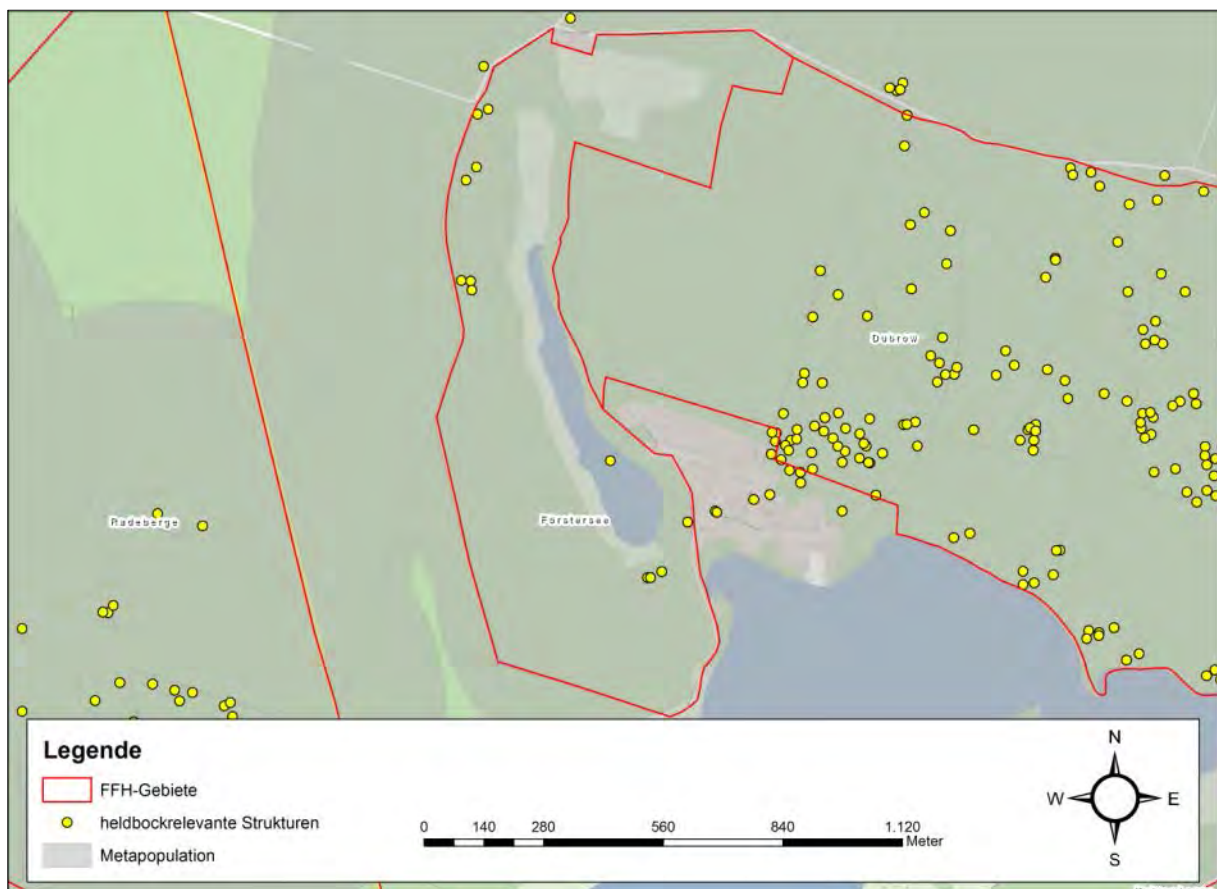 Dubrow
Radeberge
Förstersee
Legende
FFH-Gebiete
heldbockrelevante Strukturen
Metapopulation
0 140 280 560 840 1.120
Meter
N
W E
S